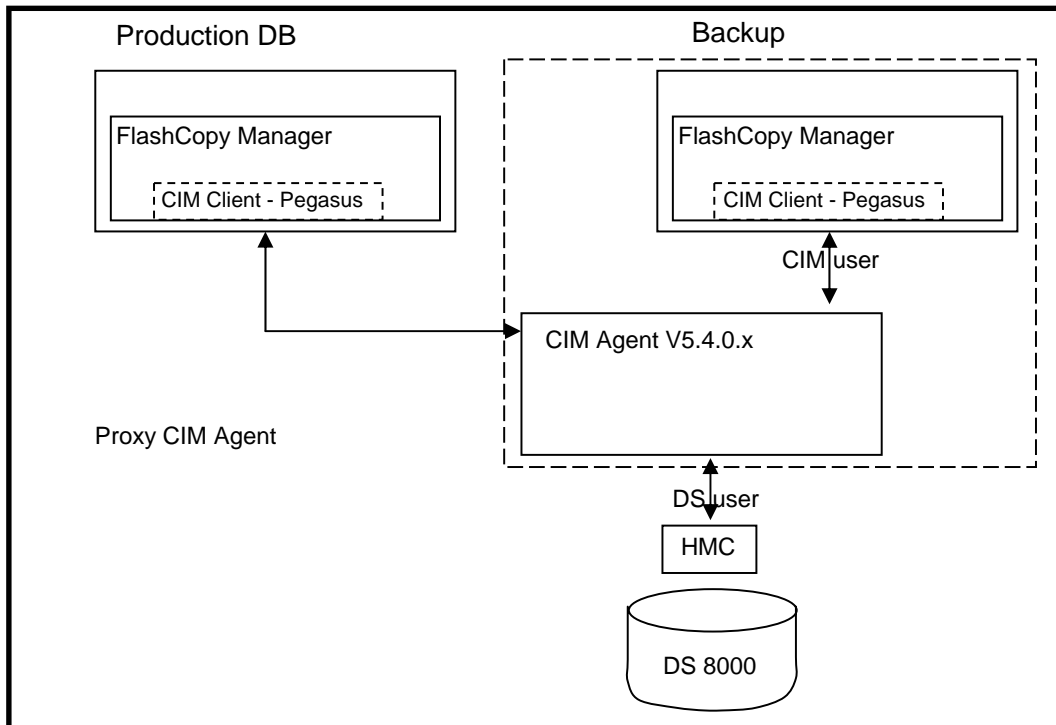 Production DB
Backup
FlashCopy Manager
CIM Client - Pegasus
FlashCopy Manager
CIM Client - Pegasus
CIM user
CIM Agent V5.4.0.x
Proxy CIM Agent
DS user
HMC
DS 8000